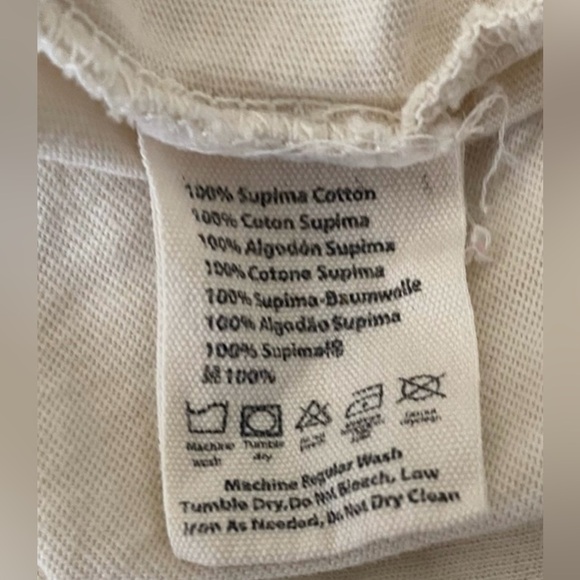 100% Supima Cotton
100% Coton Supima
100% Algodón Supima
100% Cotone Supima
100% Supima-Baumwolle
100% Algodão Supima
100% Supima
100%
Machine wash
Tumble dry
Machine Regular Wash
Tumble Dry, Do Not Bleach, Low
Iron As Needed, Do Not Dry Clean